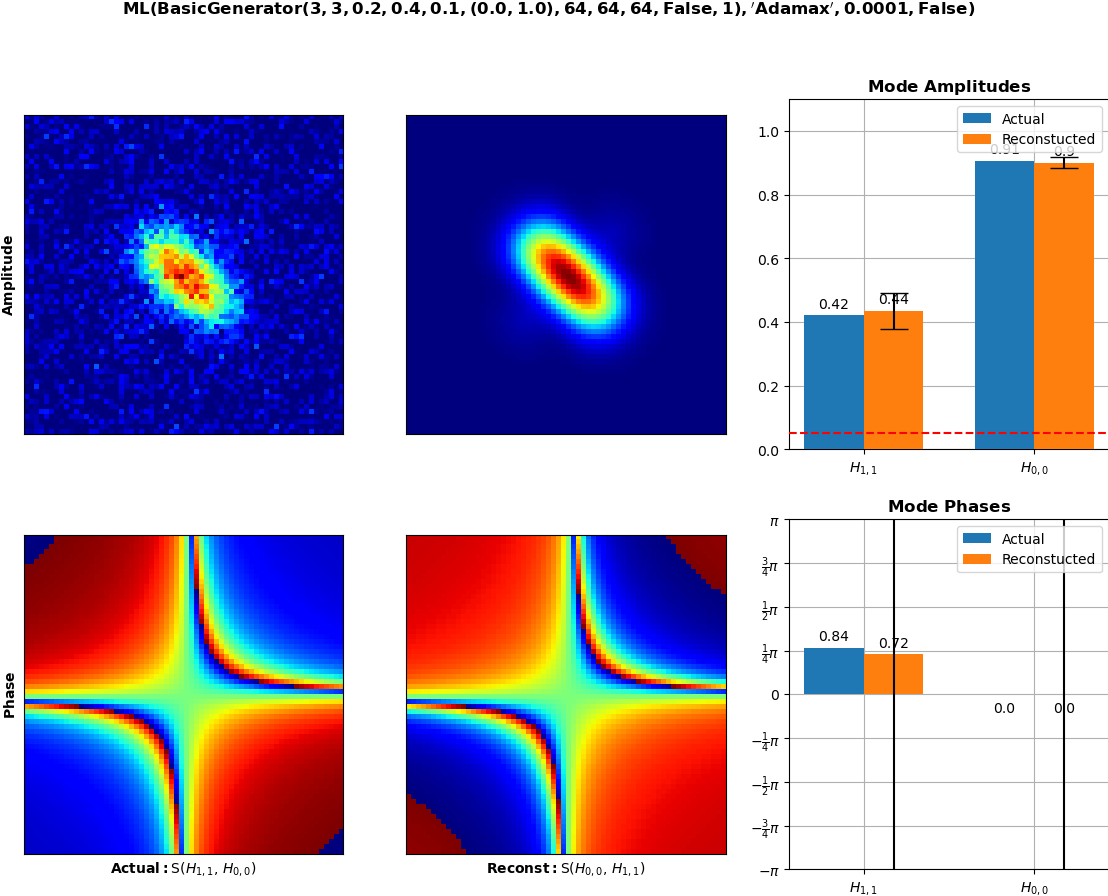 ML(BasicGenerator(3, 3, 0.2, 0.4, 0.1, (0.0, 1.0), 64, 64, 64, False, 1), ′Adamax′, 0.0001, False)
Amplitude
Mode Amplitudes
Actual
Reconstucted
0.42
0.44
0.91
0.9
1.0
0.8
0.6
0.4
0.2
0.0
H1, 1
H0, 0
Phase
Actual: S(H1, 1, H0, 0)
Reconst: S(H0, 0, H1, 1)
Mode Phases
Actual
Reconstucted
0.84
0.72
0.0
0.0
π
3/4π
1/2π
1/4π
0
−1/4π
−1/2π
−3/4π
−π
H1, 1
H0, 0